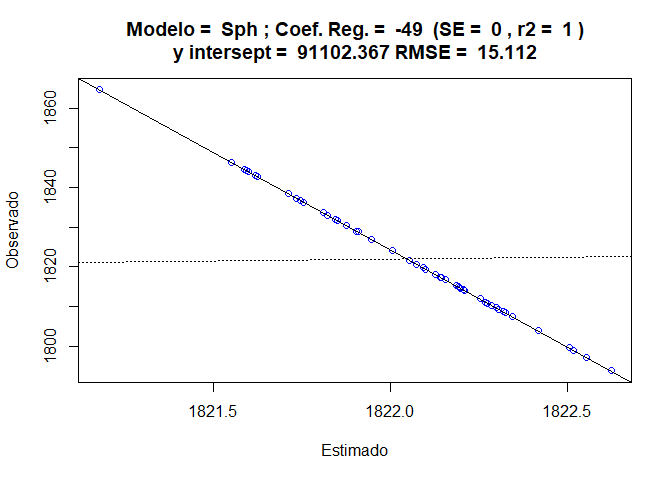 Modelo = Sph ; Coef. Reg. = -49 (SE = 0 , r2 = 1 )
y intersept = 91102.367 RMSE = 15.112
1860
1840
1820
1800
Observado
1821.5 1822.0 1822.5
Estimado